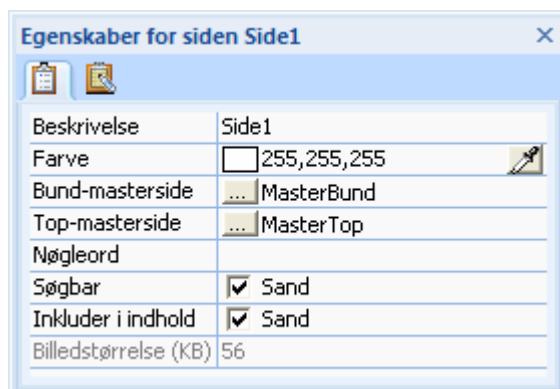 Egenskaber for siden Side1
Beskrivelse Side1
Farve 255,255,255
Bund-masterside ... MasterBund
Top-masterside ... MasterTop
Nøgleord
Søgbar Sand
Inkluder i indhold Sand
Billedstørrelse (KB) 56